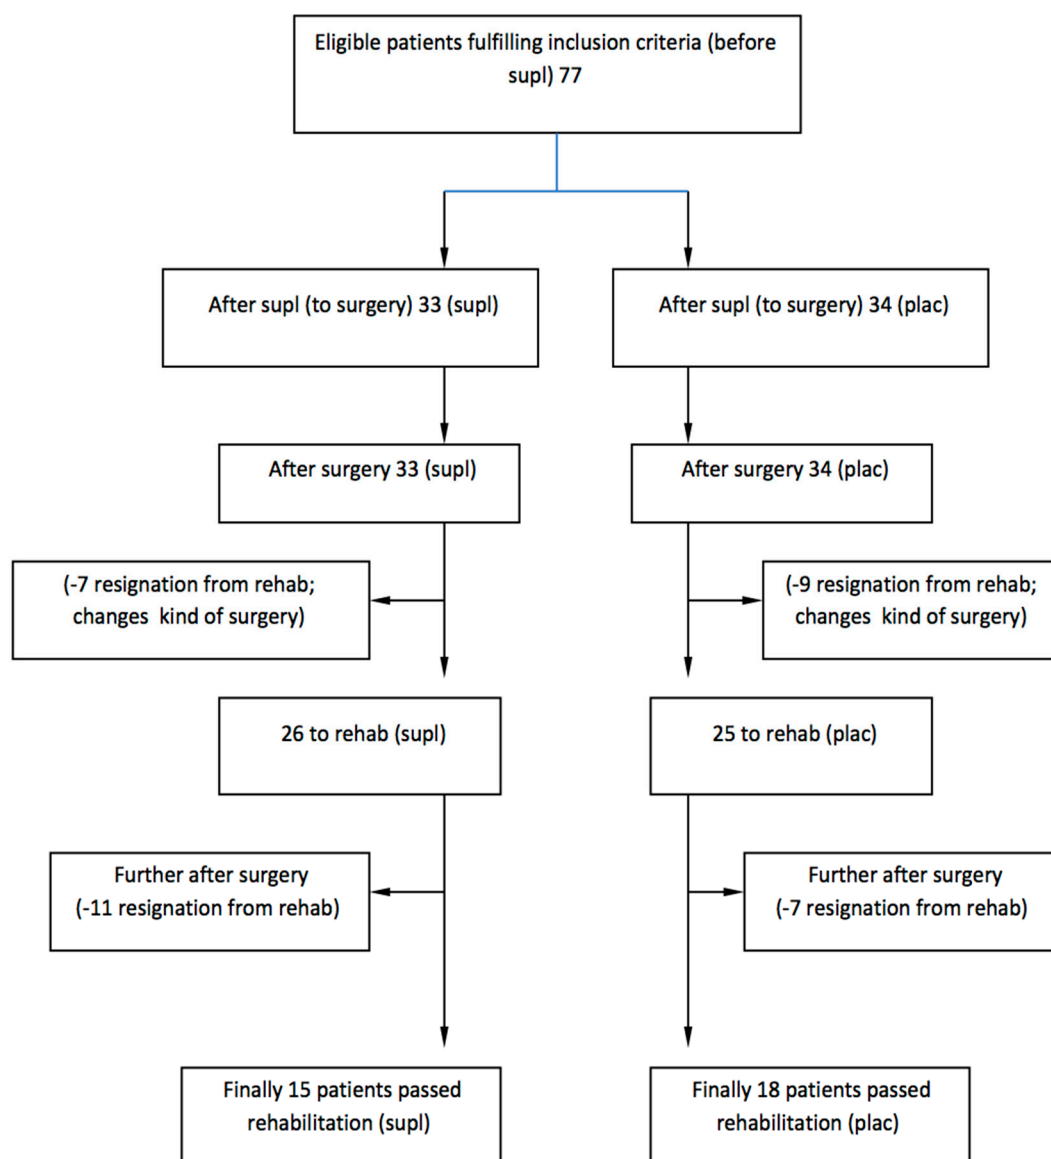 Eligible patients fulfilling inclusion criteria (before
supl) 77
After supl (to surgery) 33 (supl)
After supl (to surgery) 34 (plac)
After surgery 33 (supl)
After surgery 34 (plac)
(-7 resignation from rehab;
changes  kind of surgery)
(-9 resignation from rehab;
changes  kind of surgery)
26 to rehab (supl)
25 to rehab (plac)
Further after surgery
(-11 resignation from rehab)
Further after surgery
(-7 resignation from rehab)
Finally 15 patients passed
rehabilitation (supl)
Finally 18 patients passed
rehabilitation (plac)